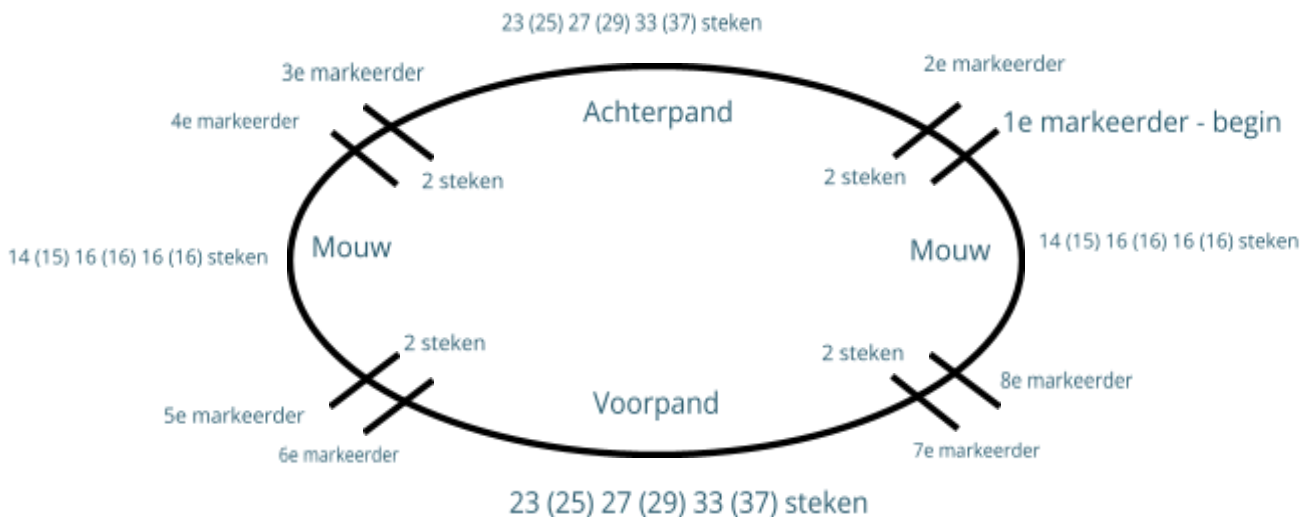 23 (25) 27 (29) 33 (37) steken
3e markeerder
2e markeerder
4e markeerder
Achterpand
1e markeerder - begin
2 steken
2 steken
14 (15) 16 (16) 16 (16) steken
Mouw
Mouw
14 (15) 16 (16) 16 (16) steken
2 steken
2 steken
5e markeerder
Voorpand
8e markeerder
6e markeerder
7e markeerder
23 (25) 27 (29) 33 (37) steken